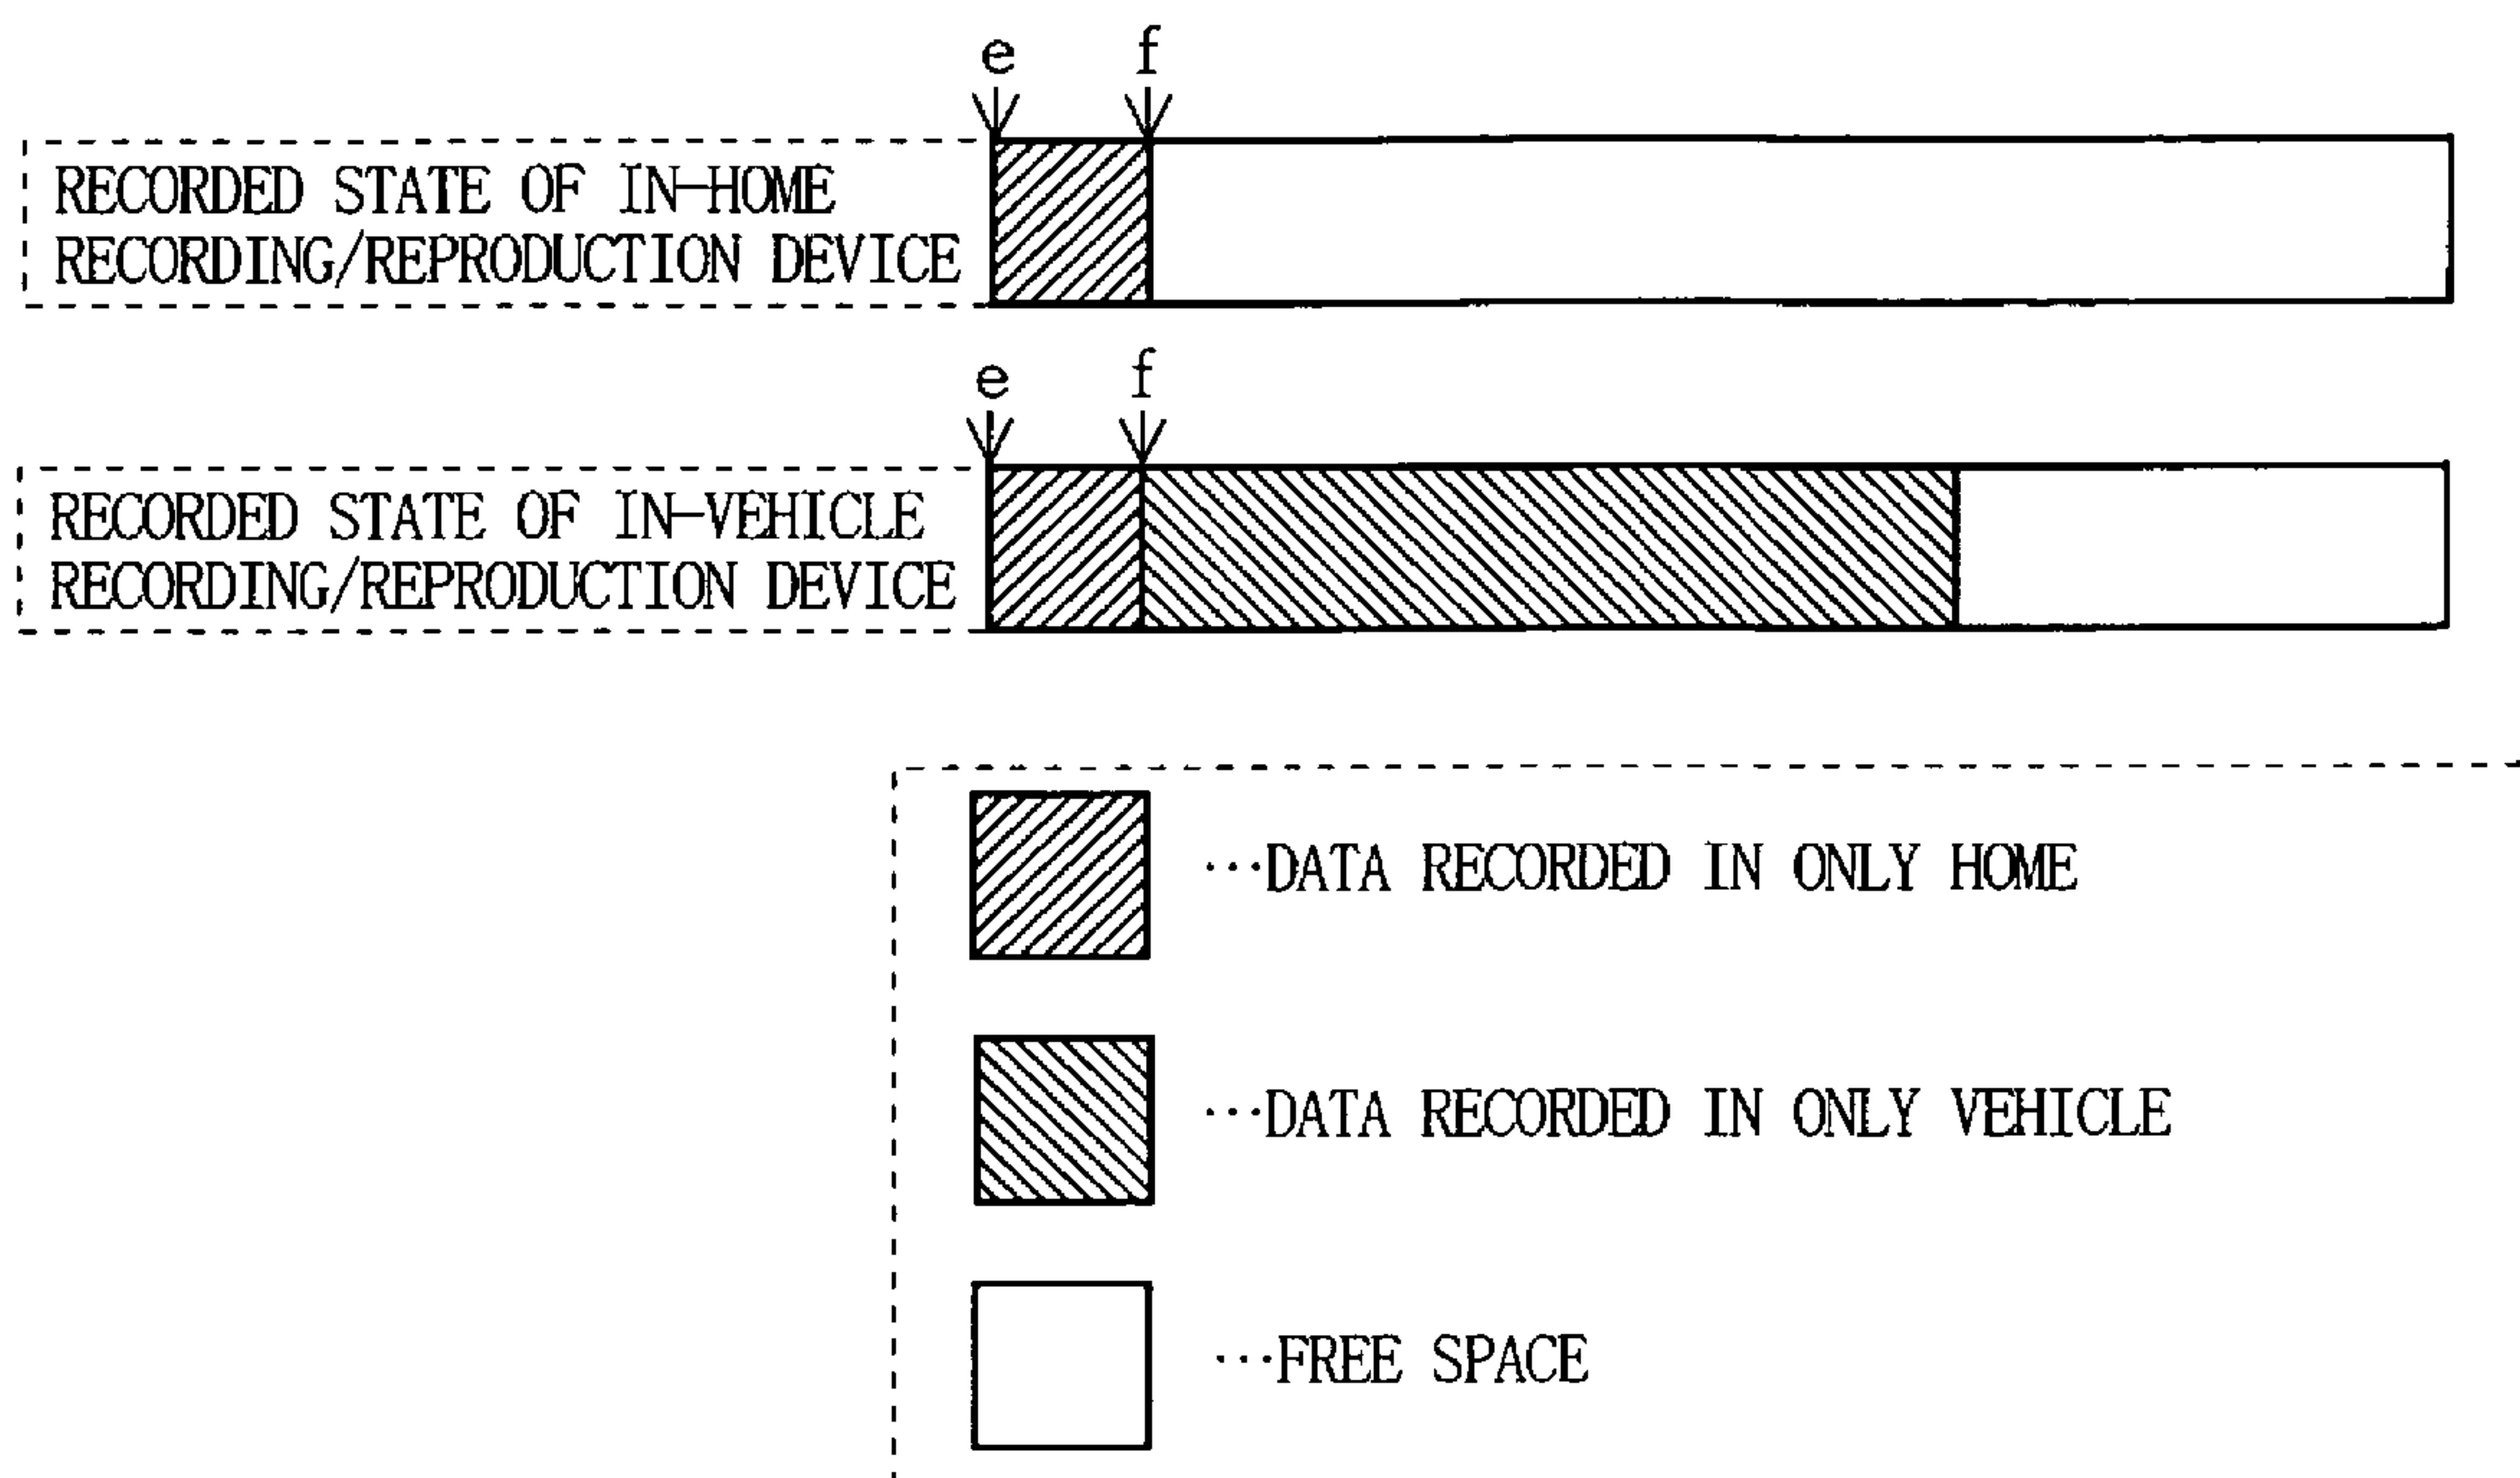 e f
RECORDED STATE OF IN-HOME
RECORDING/REPRODUCTION DEVICE
e f
RECORDED STATE OF IN-VEHICLE
RECORDING/REPRODUCTION DEVICE
···DATA RECORDED IN ONLY HOME
···DATA RECORDED IN ONLY VEHICLE
···FREE SPACE